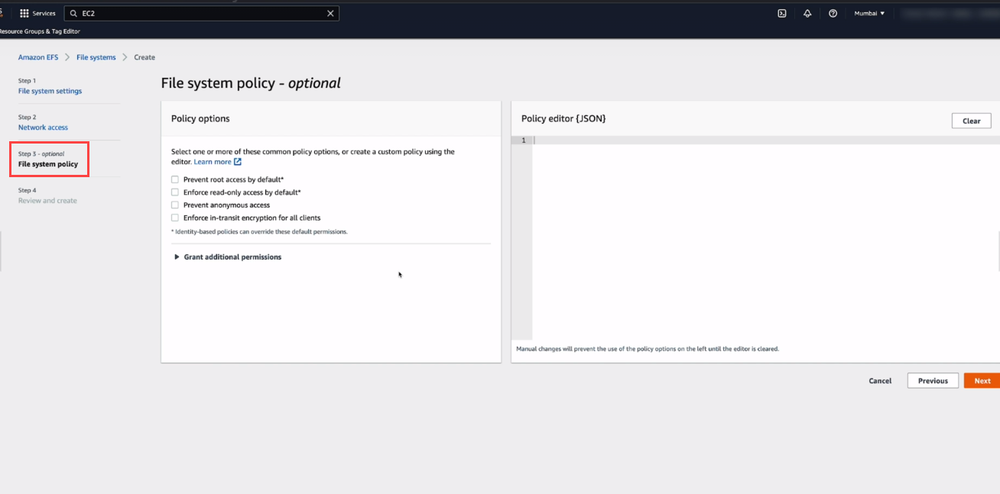 Services
EC2
Mumbai
Resource Groups & Tag Editor
Amazon EFS
File systems
Create
Step 1
File system settings
Step 2
Network access
Step 3 - optional
File system policy
Step 4
Review and create
File system policy - optional
Policy options
Select one or more of these common policy options, or create a custom policy using the
editor. Learn more
Prevent root access by default*
Enforce read-only access by default*
Prevent anonymous access
Enforce in-transit encryption for all clients
* Identity-based policies can override these default permissions.
Grant additional permissions
Policy editor {JSON}
Clear
1
Manual changes will prevent the use of the policy options on the left until the editor is cleared.
Cancel
Previous
Next